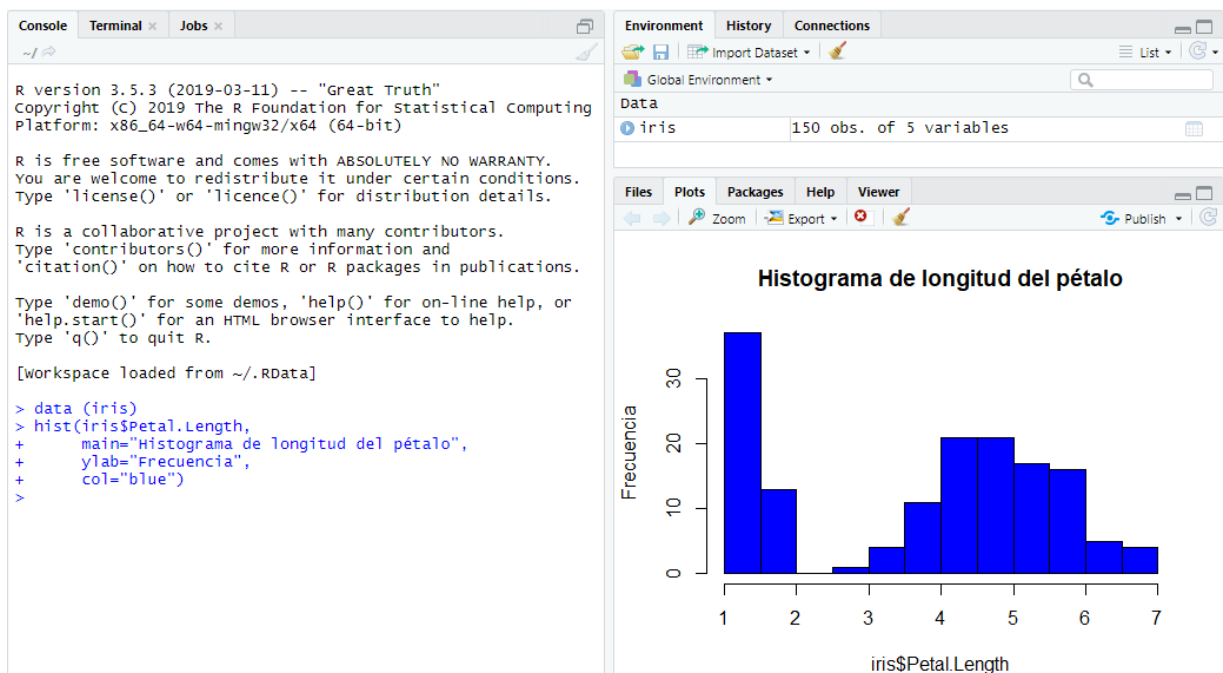 Console Terminal Jobs
~/
R version 3.5.3 (2019-03-11) -- "Great Truth"
Copyright (C) 2019 The R Foundation for Statistical Computing
Platform: x86_64-w64-mingw32/x64 (64-bit)
R is free software and comes with ABSOLUTELY NO WARRANTY.
You are welcome to redistribute it under certain conditions.
Type 'license()' or 'licence()' for distribution details.
R is a collaborative project with many contributors.
Type 'contributors()' for more information and
'citation()' on how to cite R or R packages in publications.
Type 'demo()' for some demos, 'help()' for on-line help, or
'help.start()' for an HTML browser interface to help.
Type 'q()' to quit R.
[Workspace loaded from ~/.RData]
> data (iris)
> hist(iris$Petal.Length,
+ main="Histograma de longitud del pétalo",
+ ylab="Frecuencia",
+ col="blue")
>
Environment History Connections
Import Dataset List
Global Environment
Data
iris 150 obs. of 5 variables
Files Plots Packages Help Viewer
Zoom Export Publish
Histograma de longitud del pétalo
Frecuencia
30
20
10
0
1 2 3 4 5 6 7
iris$Petal.Length